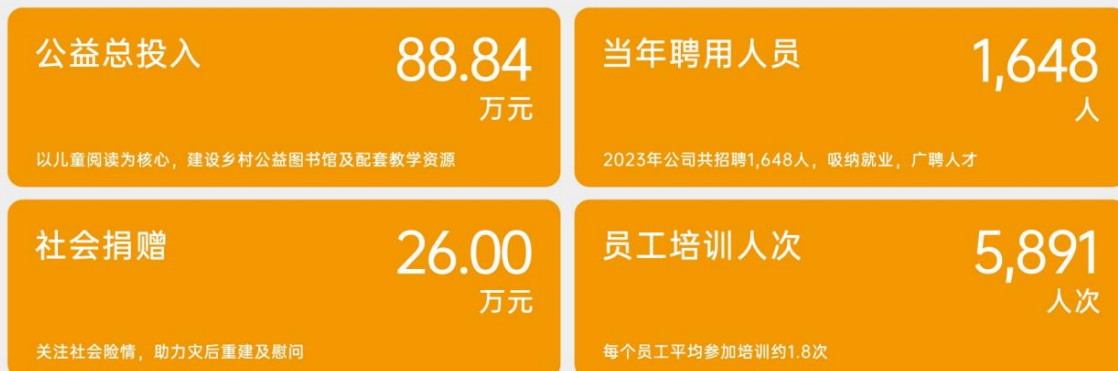 公益总投入
88.84
万元
以儿童阅读为核心，建设乡村公益图书馆及配套教学资源
当年聘用人员
1,648
人
2023年公司共招聘1,648人，吸纳就业，广聘人才
社会捐赠
26.00
万元
关注社会险情，助力灾后重建及慰问
员工培训人次
5,891
人次
每个员工平均参加培训约1.8次